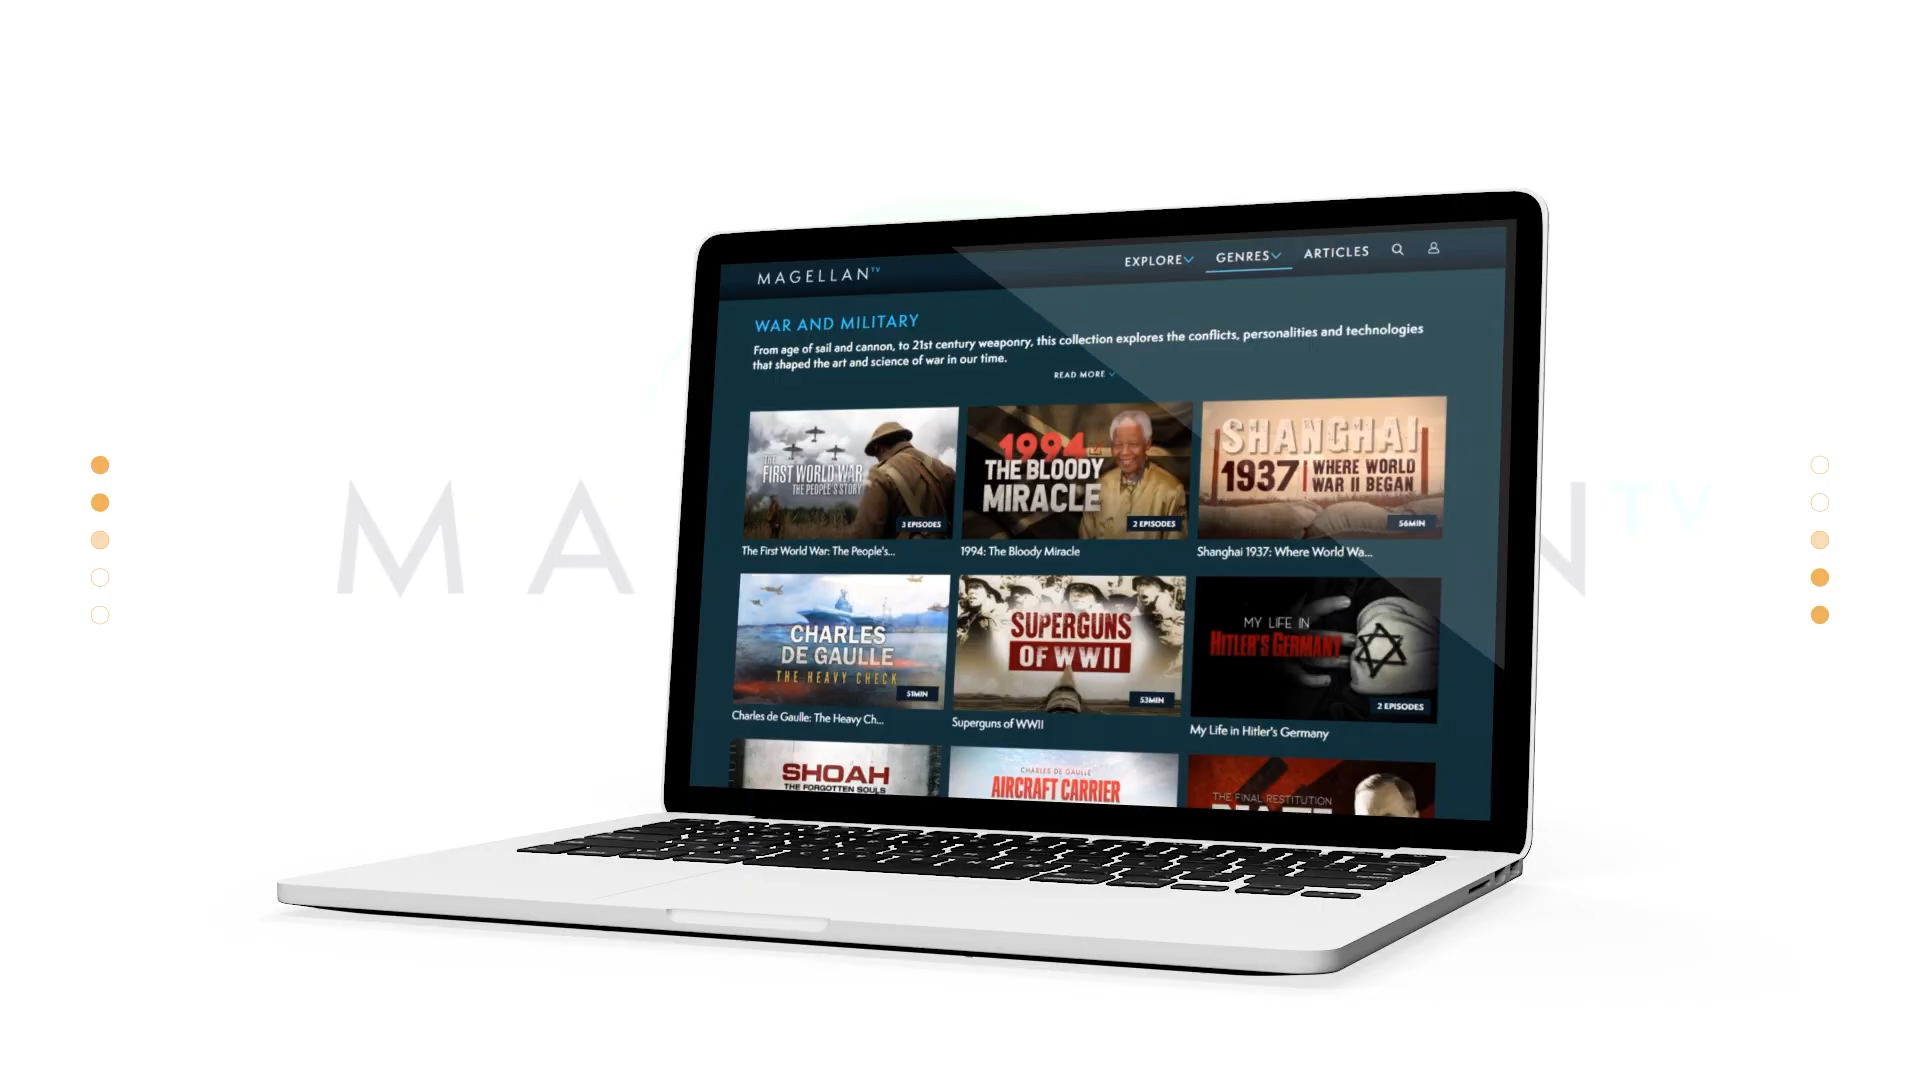 MAGELLAN TV
EXPLORE
GENRES
ARTICLES
WAR AND MILITARY
From age of sail and cannon, to 21st century weaponry, this collection explores the conflicts, personalities and technologies
that shaped the art and science of war in our time.
READ MORE
THE
FIRST WORLD WAR
THE PEOPLE'S STORY
3 EPISODES
The First World War: The People's...
1994
THE BLOODY
MIRACLE
2 EPISODES
1994: The Bloody Miracle
SHANGHAI
1937 WHERE WORLD
WAR II BEGAN
56MIN
Shanghai 1937: Where World Wa...
CHARLES
DE GAULLE
THE HEAVY CHECK
51MIN
Charles de Gaulle: The Heavy Ch...
SUPERGUNS
OF WWII
53MIN
Superguns of WWII
MY LIFE IN
HITLER'S GERMANY
2 EPISODES
My Life in Hitler's Germany
SHOAH
THE FORGOTTEN SOULS
CHARLES DE GAULLE
AIRCRAFT CARRIER
THE FINAL RESTITUTION
MA
N TV